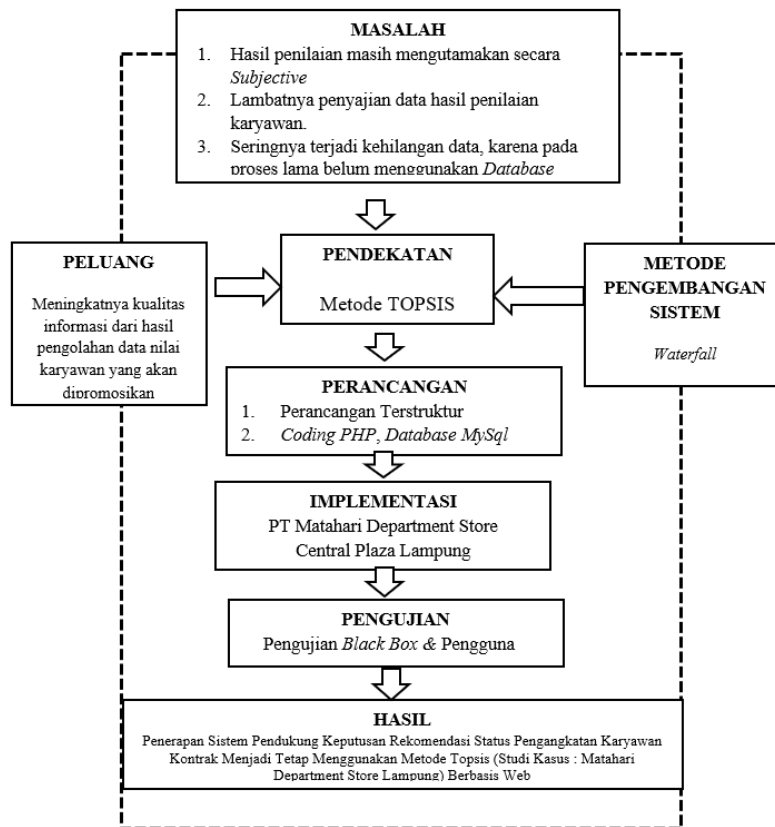 MASALAH
1. Hasil penilaian masih mengutamakan secara
Subjective
2. Lambatnya penyajian data hasil penilaian
karyawan.
3. Seringnya terjadi kehilangan data, karena pada
proses lama belum menggunakan Database
PELUANG
Meningkatnya kualitas
informasi dari hasil
pengolahan data nilai
karyawan yang akan
dipromosikan
PENDEKATAN
Metode TOPSIS
METODE
PENGEMBANGAN
SISTEM
Waterfall
PERANCANGAN
1. Perancangan Terstruktur
2. Coding PHP, Database MySql
IMPLEMENTASI
PT Matahari Department Store
Central Plaza Lampung
PENGUJIAN
Pengujian Black Box & Pengguna
HASIL
Penerapan Sistem Pendukung Keputusan Rekomendasi Status Pengangkatan Karyawan
Kontrak Menjadi Tetap Menggunakan Metode Topsis (Studi Kasus : Matahari
Department Store Lampung) Berbasis Web